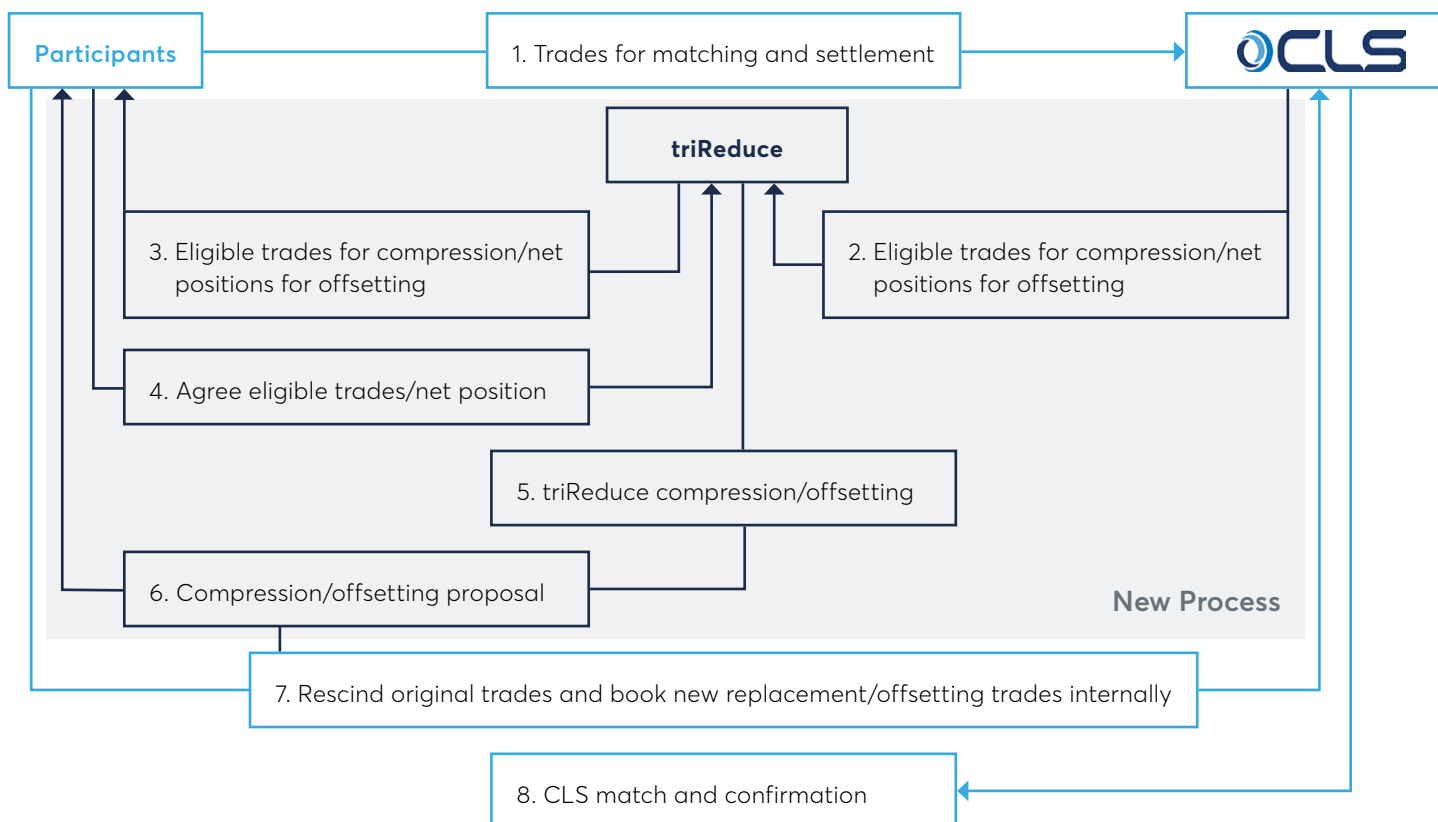 Participants
1. Trades for matching and settlement
CLS
triReduce
3. Eligible trades for compression/net
positions for offsetting
2. Eligible trades for compression/net
positions for offsetting
4. Agree eligible trades/net position
5. triReduce compression/offsetting
6. Compression/offsetting proposal
New Process
7. Rescind original trades and book new replacement/offsetting trades internally
8. CLS match and confirmation